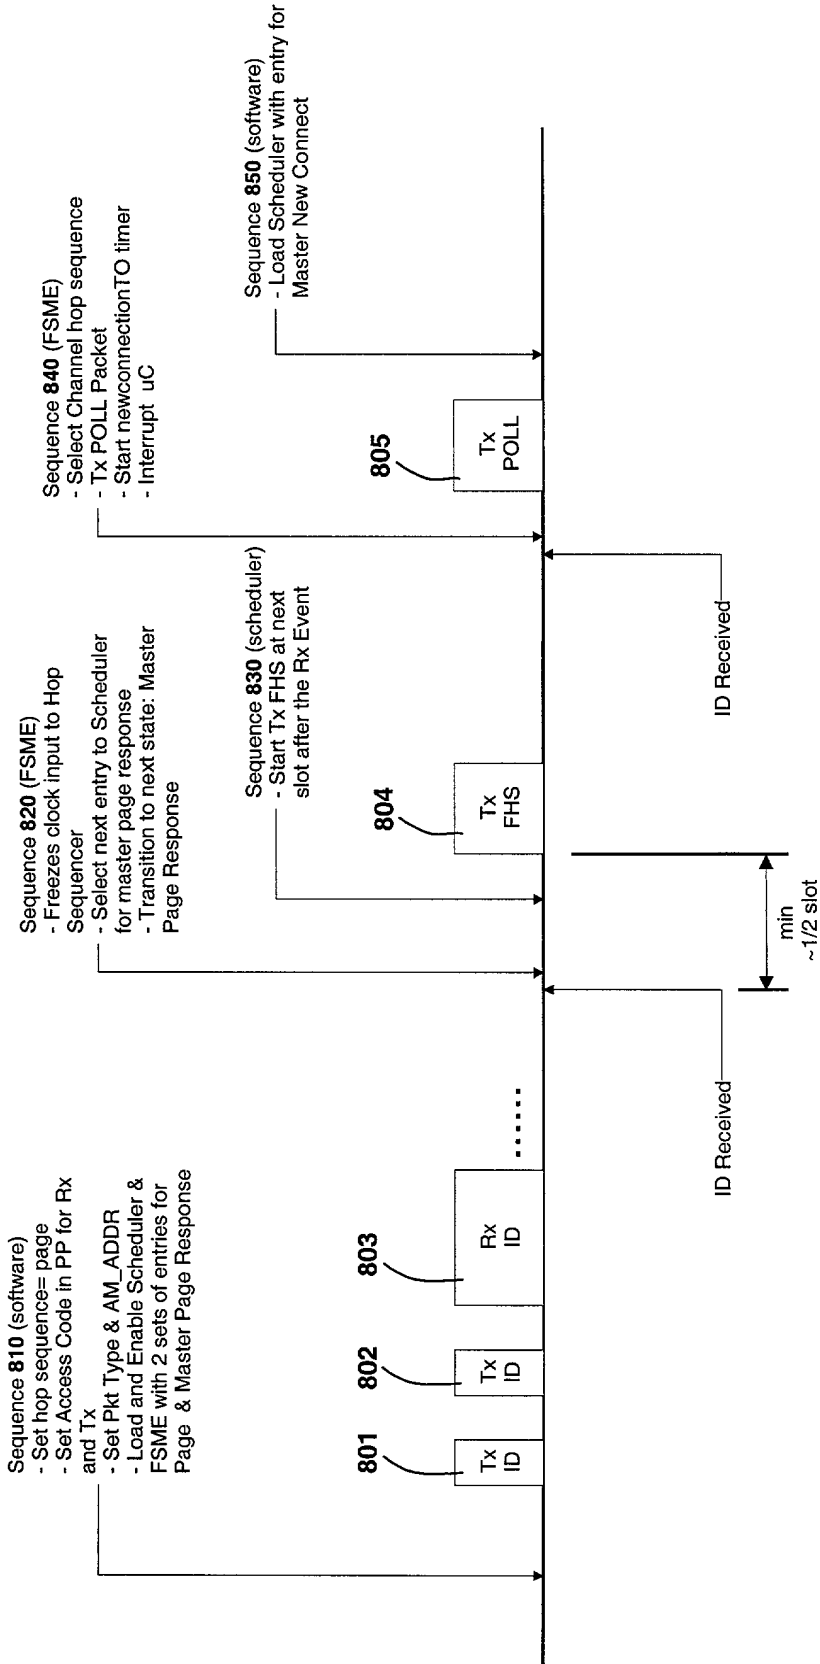 Sequence 810 (software)
- Set hop sequence= page
- Set Access Code in PP for Rx
and Tx
- Set Pkt Type & AM_ADDR
- Load and Enable Scheduler &
FSME with 2 sets of entries for
Page & Master Page Response
Sequence 820 (FSME)
- Freezes clock input to Hop
Sequencer
- Select next entry to Scheduler
for master page response
- Transition to next state: Master
Page Response
Sequence 830 (scheduler)
- Start Tx FHS at next
slot after the Rx Event
Sequence 840 (FSME)
- Select Channel hop sequence
- Tx POLL Packet
- Start newconnectionTO timer
- Interrupt uC
Sequence 850 (software)
- Load Scheduler with entry for
Master New Connect
801
Tx
ID
802
Tx
ID
803
Rx
ID
......
804
Tx
FHS
805
Tx
POLL
ID Received
min
~1/2 slot
ID Received